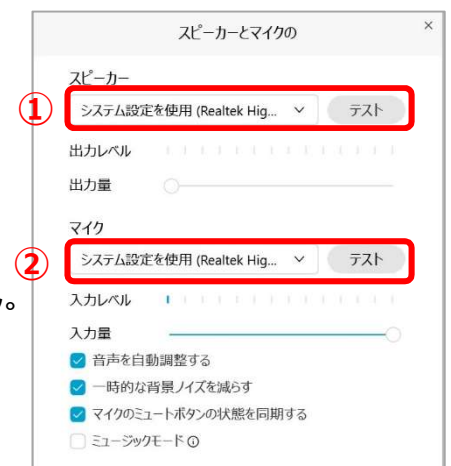 スピーカーとマイクの ×
スピーカー
① システム設定を使用 (Realtek Hig... テスト
出力レベル
出力量
マイク
② システム設定を使用 (Realtek Hig... テスト
入力レベル
入力量
音声を自動調整する
一時的な背景ノイズを減らす
マイクのミュートボタンの状態を同期する
ミュージックモード